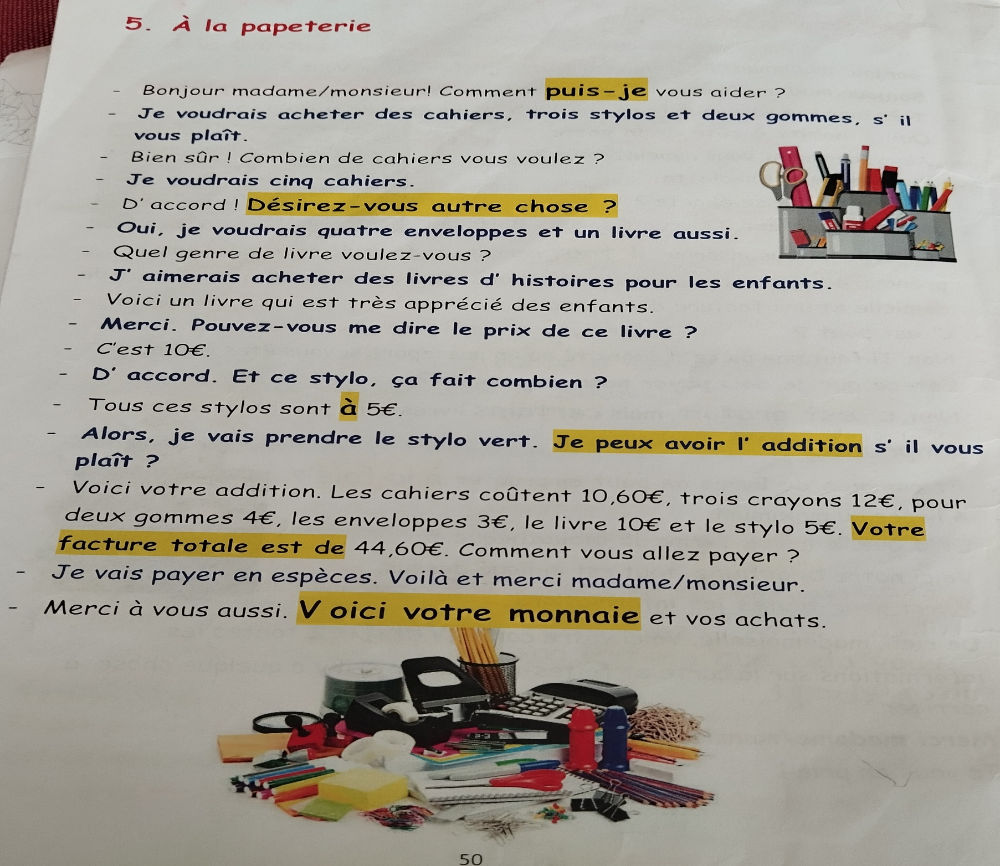 5. À la papeterie
- Bonjour madame/monsieur! Comment puis-je vous aider ?
- Je voudrais acheter des cahiers, trois stylos et deux gommes, s' il
vous plaît.
- Bien sûr ! Combien de cahiers vous voulez ?
- Je voudrais cinq cahiers.
- D' accord ! Désirez-vous autre chose ?
- Oui, je voudrais quatre enveloppes et un livre aussi.
- Quel genre de livre voulez-vous ?
- J' aimerais acheter des livres d' histoires pour les enfants.
- Voici un livre qui est très apprécié des enfants.
- Merci. Pouvez-vous me dire le prix de ce livre ?
- C'est 10€.
- D' accord. Et ce stylo, ça fait combien ?
- Tous ces stylos sont à 5€.
- Alors, je vais prendre le stylo vert. Je peux avoir l' addition s' il vous
plaît ?
- Voici votre addition. Les cahiers coûtent 10,60€, trois crayons 12€, pour
deux gommes 4€, les enveloppes 3€, le livre 10€ et le stylo 5€. Votre
facture totale est de 44,60€. Comment vous allez payer ?
- Je vais payer en espèces. Voilà et merci madame/monsieur.
- Merci à vous aussi. V oici votre monnaie et vos achats.
50